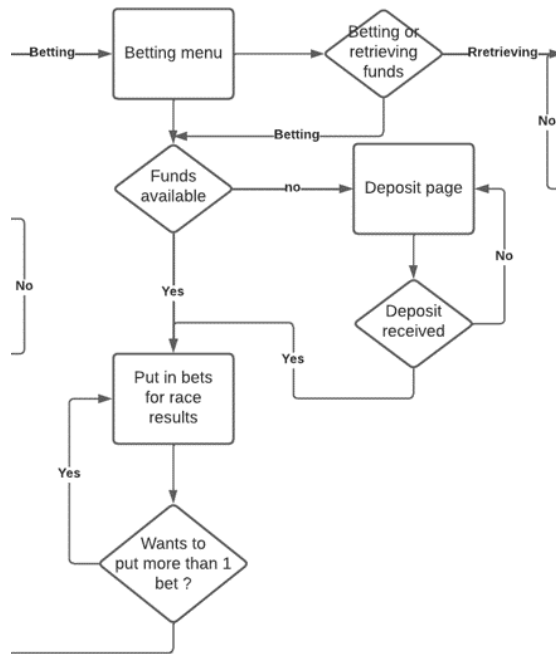 Betting
Betting menu
Betting or
retrieving
funds
Rretrieving
No
Betting
Funds
available
no
Deposit page
No
No
Yes
Deposit
received
Yes
Put in bets
for race
results
Yes
Wants to
put more than 1
bet ?